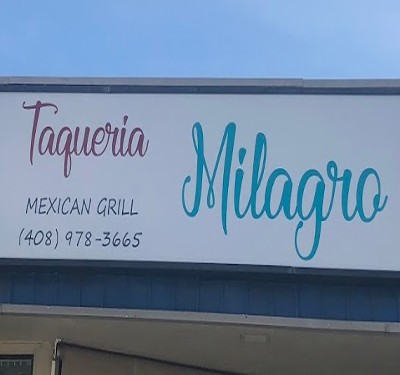 Taqueria
Milagro
MEXICAN GRILL
(408) 978-3665